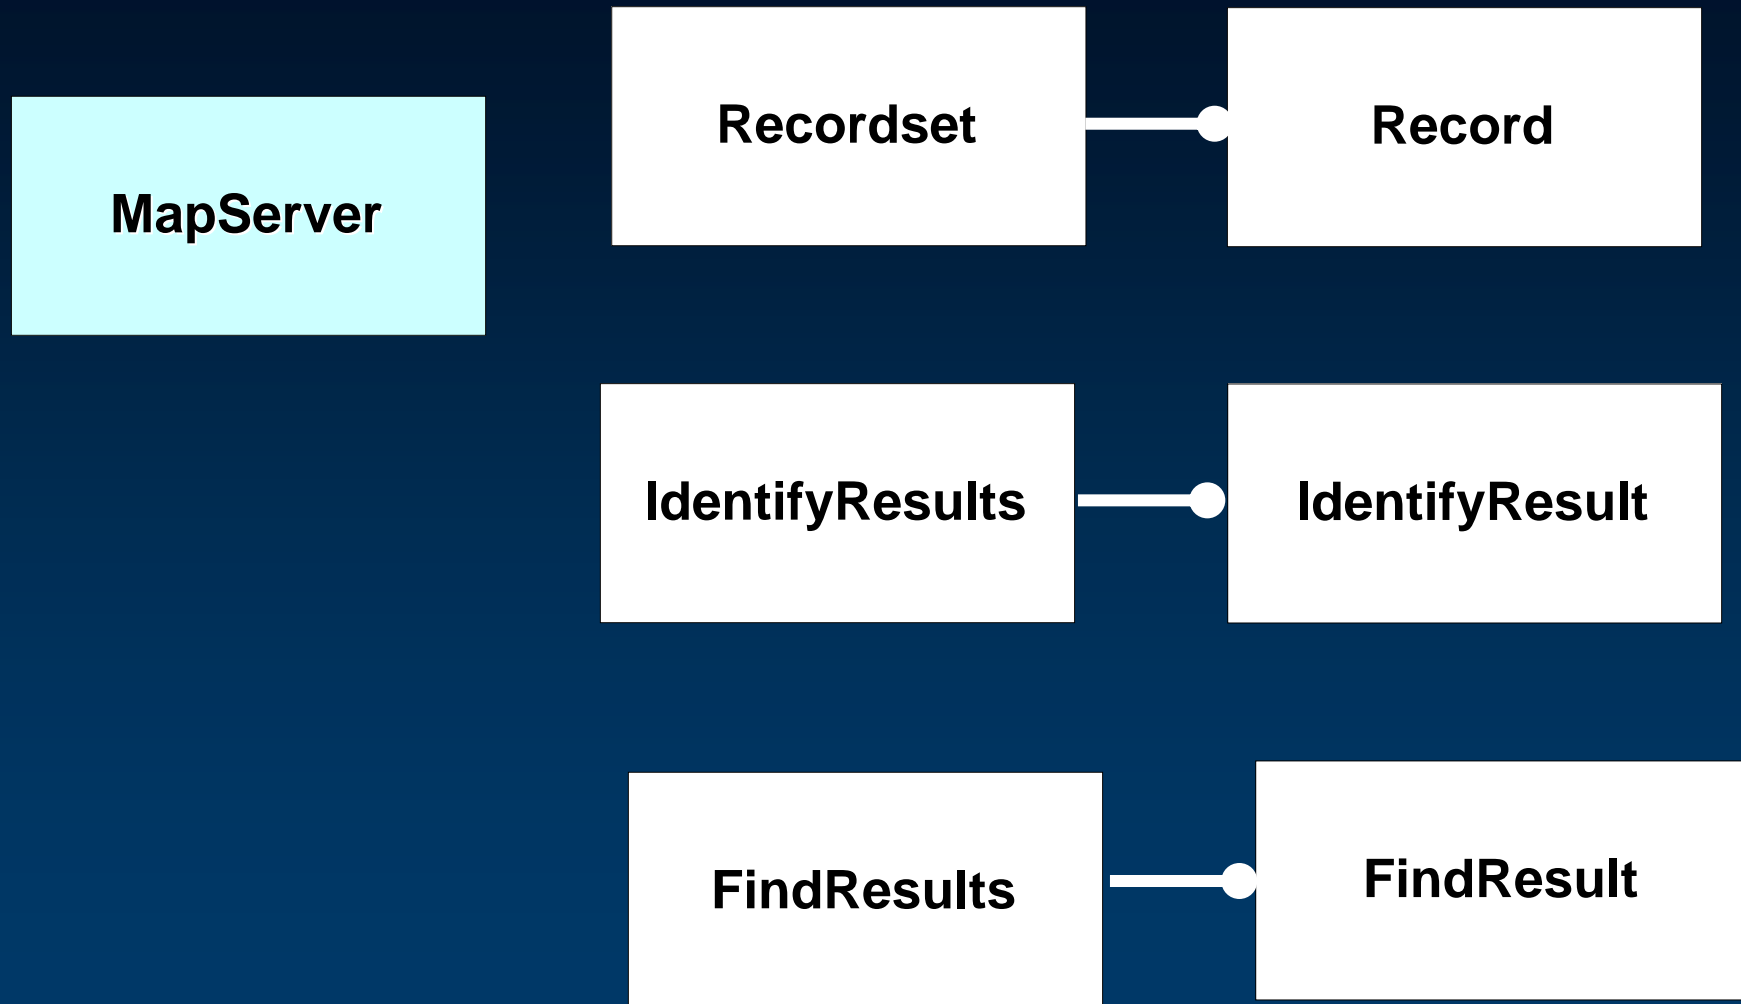 MapServer
Recordset
Record
IdentifyResults
IdentifyResult
FindResults
FindResult